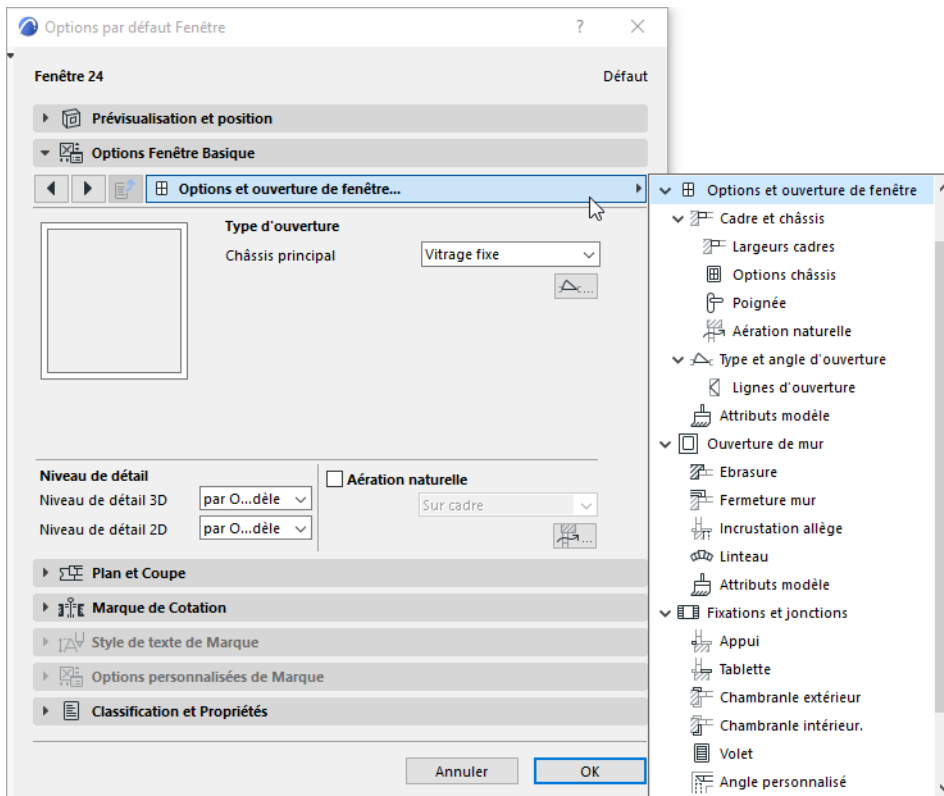 Options par défaut Fenêtre
?
Fenêtre 24
Défaut
Prévisualisation et position
Options Fenêtre Basique
Options et ouverture de fenêtre...
Type d'ouverture
Châssis principal
Vitrage fixe
...
Niveau de détail
Niveau de détail 3D
par O...dèle
Niveau de détail 2D
par O...dèle
Aération naturelle
Sur cadre
...
Plan et Coupe
Marque de Cotation
Style de texte de Marque
Options personnalisées de Marque
Classification et Propriétés
Annuler
OK
Options et ouverture de fenêtre
Cadre et châssis
Largeurs cadres
Options châssis
Poignée
Aération naturelle
Type et angle d'ouverture
Lignes d'ouverture
Attributs modèle
Ouverture de mur
Ebrasure
Fermeture mur
Incrustation allège
Linteau
Attributs modèle
Fixations et jonctions
Appui
Tablette
Chambranle extérieur
Chambranle intérieur.
Volet
Angle personnalisé